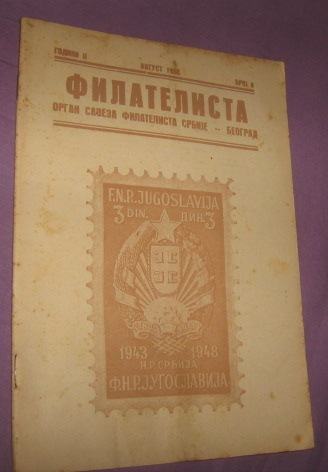 ГОДИНА II АВГУСТ 1950 БРОЈ 8
ФИЛАТЕЛИСТА
ОРГАН САВЕЗА ФИЛАТЕЛИСТА СРБИЈЕ – БЕОГРАД
F.N.R. JUGOSLAVIJA
3 DIN. ДИН. 3
1943 1948
Н.Р. СРБИЈА
Ф.Н.Р. ЈУГОСЛАВИЈА